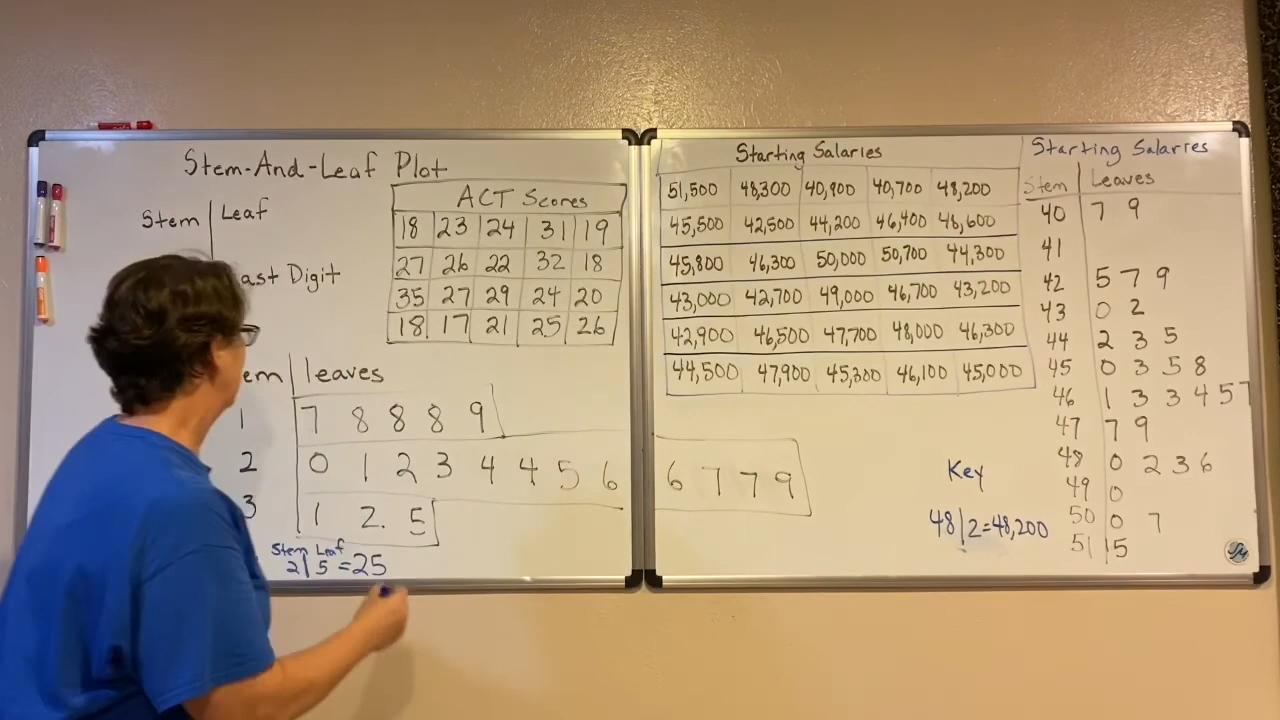 Stem-And-Leaf Plot
Stem | Leaf
ast Digit
ACT Scores
18 23 24 31 19
27 26 22 32 18
35 27 29 24 20
18 17 21 25 26
em | leaves
1 7 8 8 8 9
2 0 1 2 3 4 4 5 6 6 7 7 9
3 1 2. 5
Stem Leaf
2| 5 =25
Starting Salaries
51,500 48,300 40,900 40,700 48,200
45,500 42,500 44,200 46,400 48,600
45,800 46,300 50,000 50,700 44,300
43,000 42,700 49,000 46,700 43,200
42,900 46,500 47,700 48,000 46,300
44,500 47,900 45,300 46,100 45,000
Key
48|2=48,200
Starting Salaries
Stem | Leaves
40 | 7 9
41 |
42 | 5 7 9
43 | 0 2
44 | 2 3 5
45 | 0 3 5 8
46 | 1 3 3 4 5 7
47 | 7 9
48 | 0 2 3 6
49 | 0
50 | 0 7
51 | 5